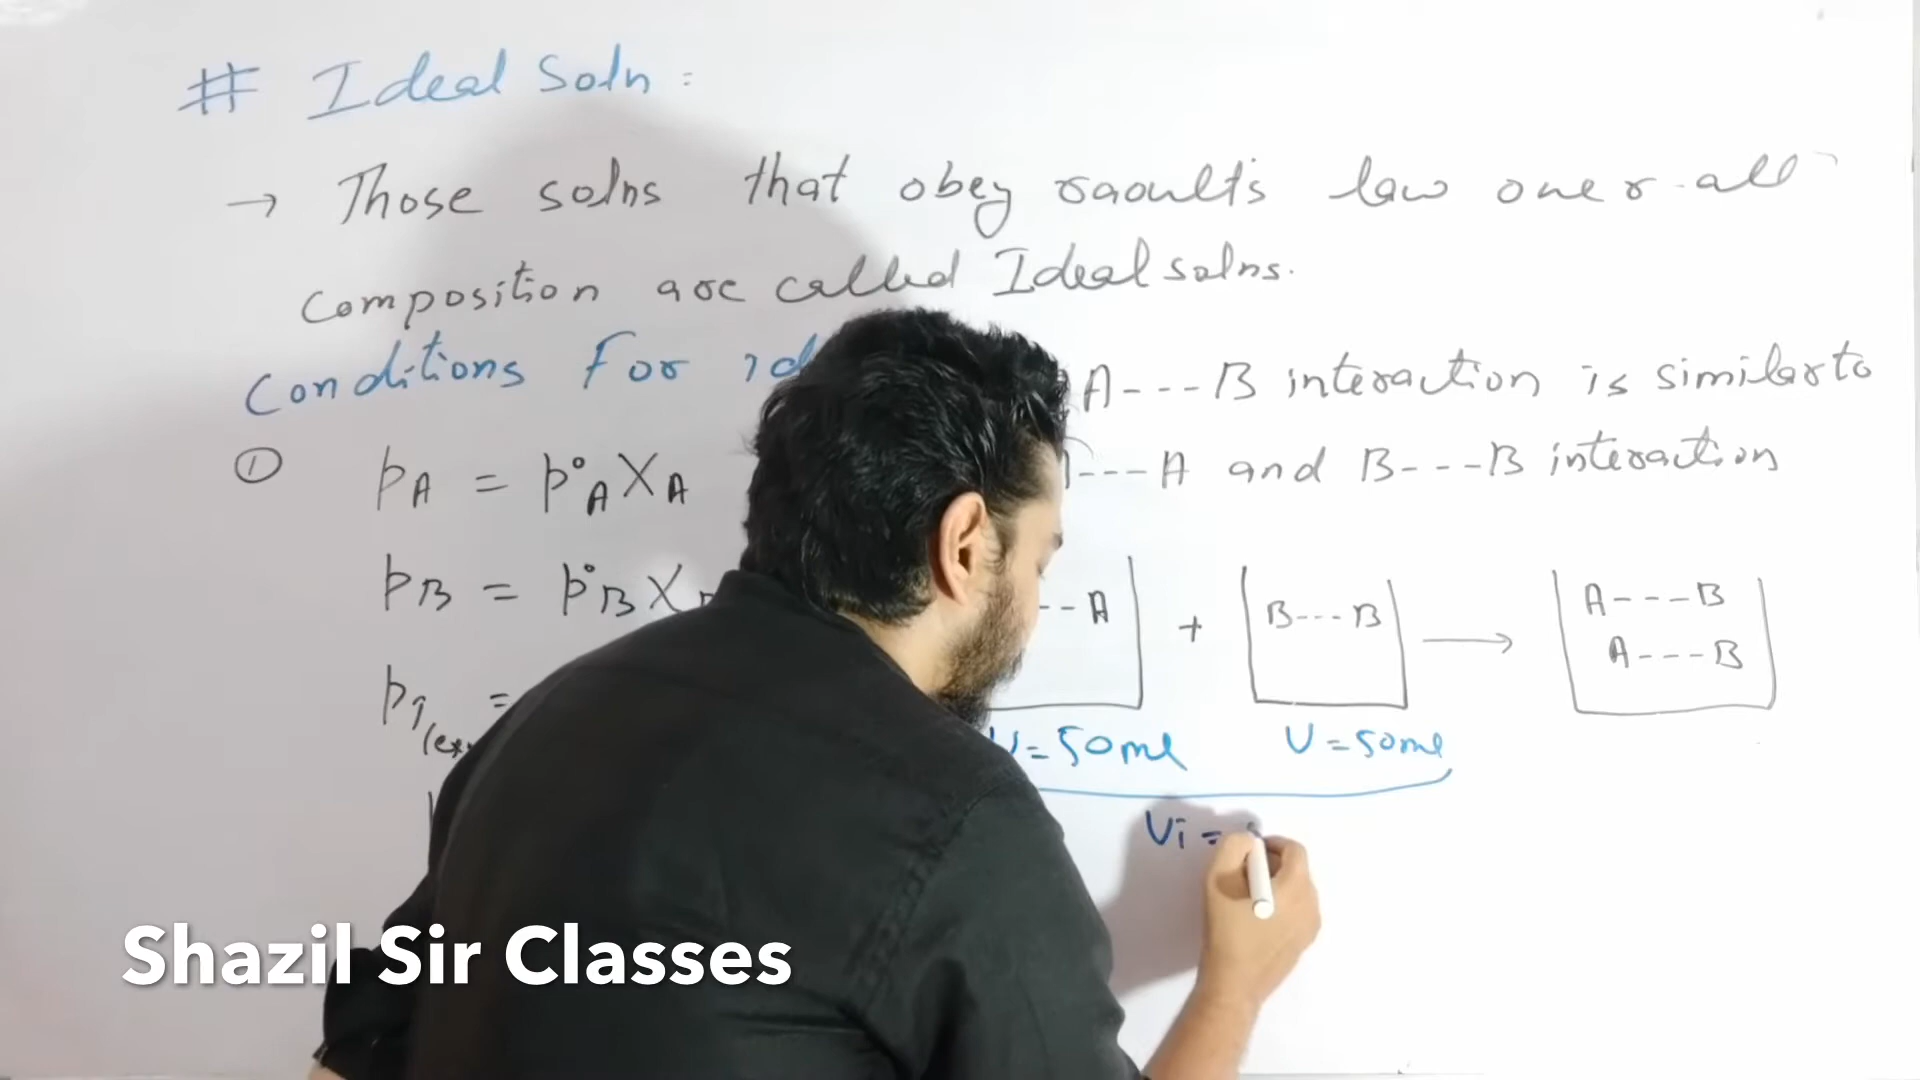 # Ideal Soln :
→ Those solns that obey raoult's law over all
composition are called Ideal solns.
Conditions For
A---B interaction is similar to
---A and B---B interaction
① pA = p°A XA
pB = p°B X
pT =
--A + B---B → A---B
A---B
V = 50ml V = 50ml
Vi =
Shazil Sir Classes